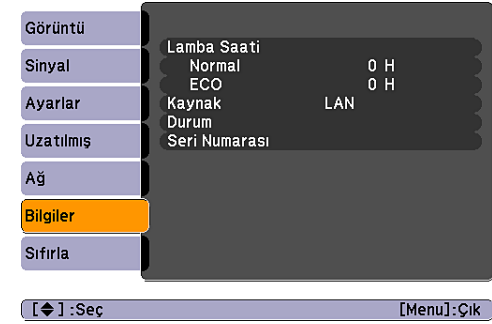 Görüntü
Sinyal
Ayarlar
Uzatılmış
Ağ
Bilgiler
Sıfırla
Lamba Saati
Normal 0 H
ECO 0 H
Kaynak LAN
Durum
Seri Numarası
[◆] :Seç [Menu]:Çık